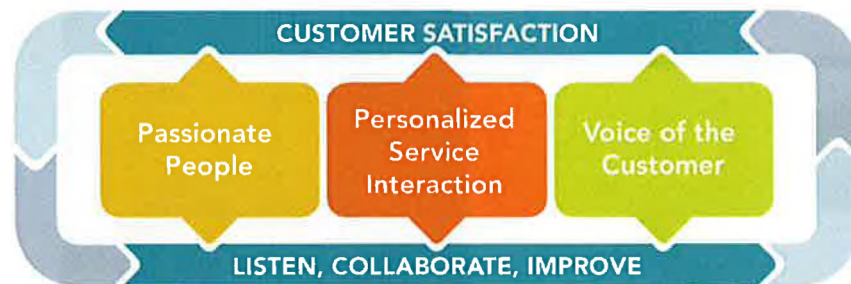 CUSTOMER SATISFACTION
Passionate
People
Personalized
Service
Interaction
Voice of the
Customer
LISTEN, COLLABORATE, IMPROVE